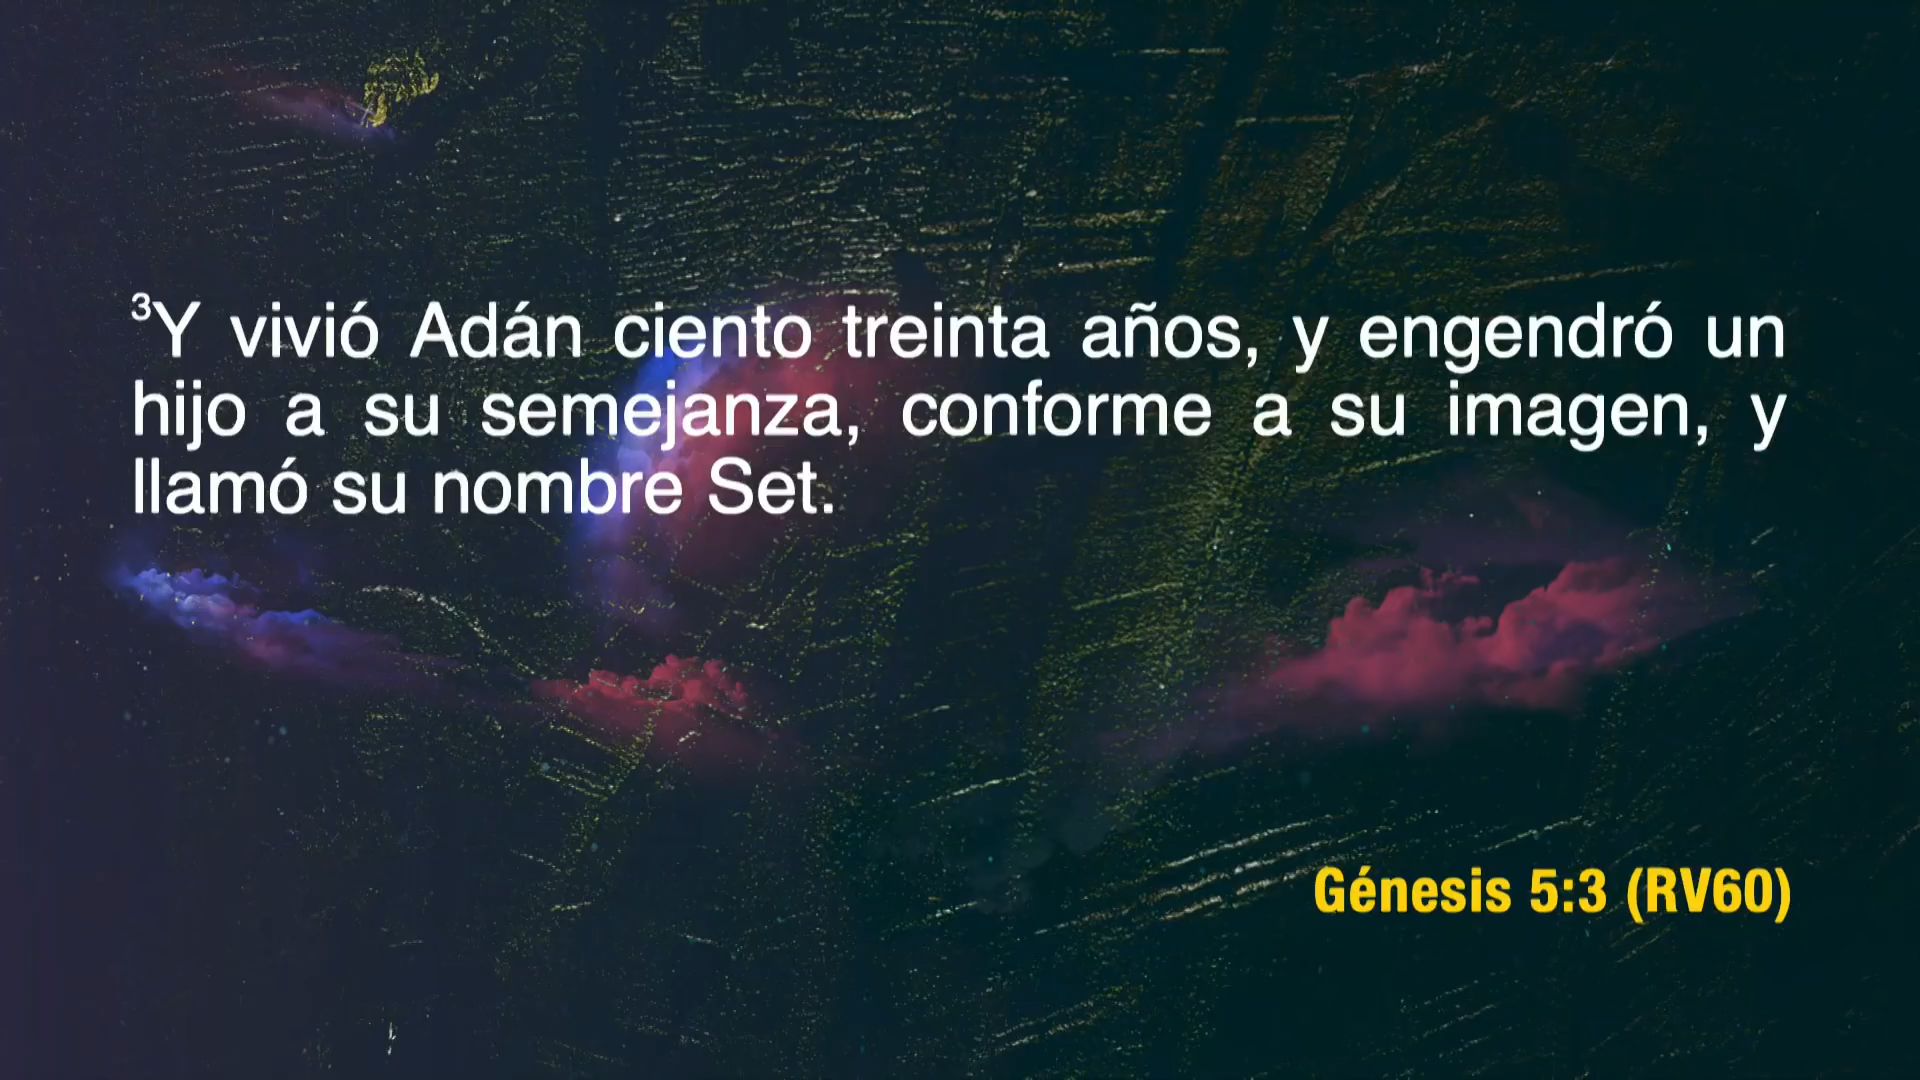 ³Y vivió Adán ciento treinta años, y engendró un
hijo a su semejanza, conforme a su imagen, y
llamó su nombre Set.
Génesis 5:3 (RV60)